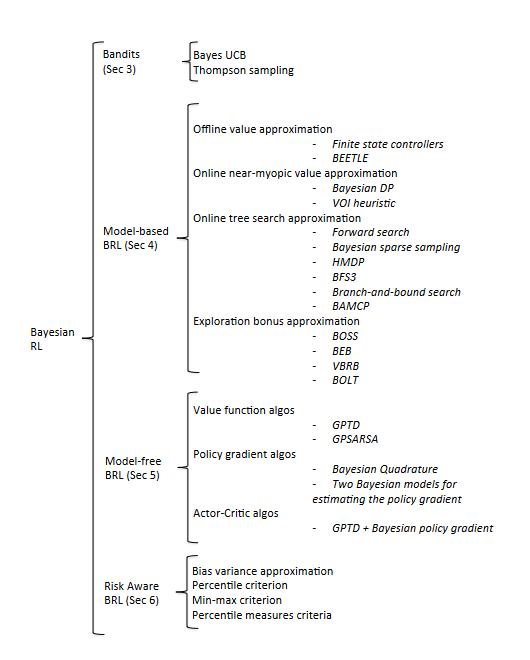 Bandits
(Sec 3)
Bayes UCB
Thompson sampling
Offline value approximation
- Finite state controllers
- BEETLE
Online near-myopic value approximation
- Bayesian DP
- VOI heuristic
Online tree search approximation
- Forward search
- Bayesian sparse sampling
- HMDP
- BFS3
- Branch-and-bound search
- BAMCP
Model-based
BRL (Sec 4)
Exploration bonus approximation
- BOSS
- BEB
- VBRB
- BOLT
Bayesian
RL
Value function algos
- GPTD
- GPSARSA
Policy gradient algos
- Bayesian Quadrature
- Two Bayesian models for
estimating the policy gradient
Model-free
BRL (Sec 5)
Actor-Critic algos
- GPTD + Bayesian policy gradient
Risk Aware
BRL (Sec 6)
Bias variance approximation
Percentile criterion
Min-max criterion
Percentile measures criteria